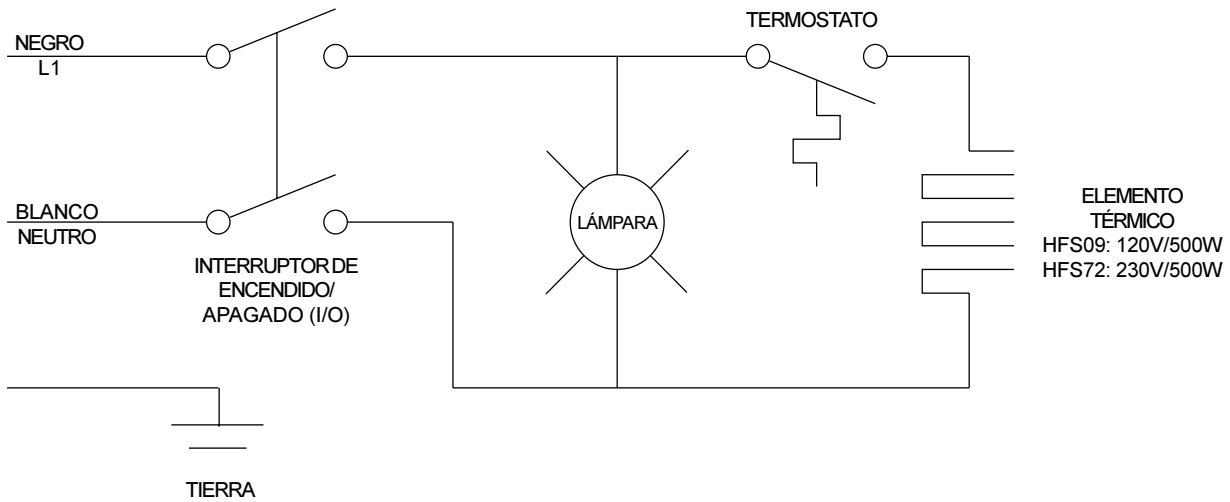 TERMOSTATO
NEGRO
L1
BLANCO
NEUTRO
INTERRUPTOR DE
ENCENDIDO/
APAGADO (I/O)
LÁMPARA
ELEMENTO
TÉRMICO
HFS09: 120V/500W
HFS72: 230V/500W
TIERRA